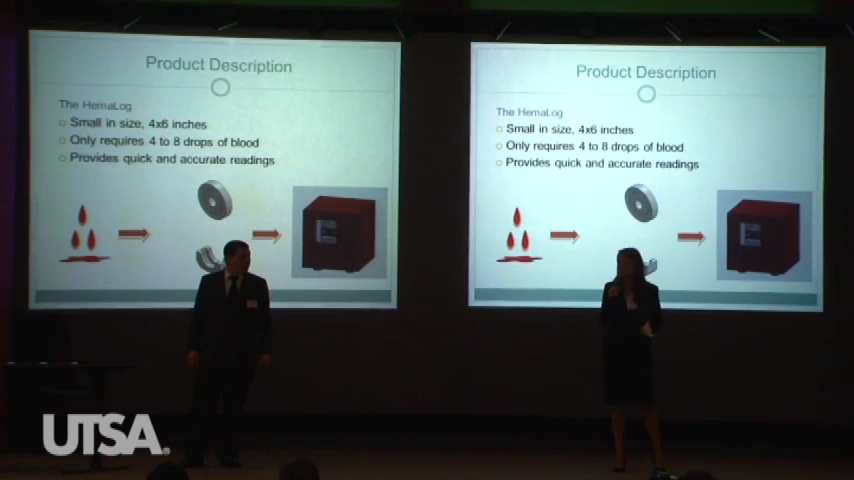 Product Description
The HemaLog
Small in size, 4x6 inches
Only requires 4 to 8 drops of blood
Provides quick and accurate readings
Product Description
The HemaLog
Small in size, 4x6 inches
Only requires 4 to 8 drops of blood
Provides quick and accurate readings
UTSA®